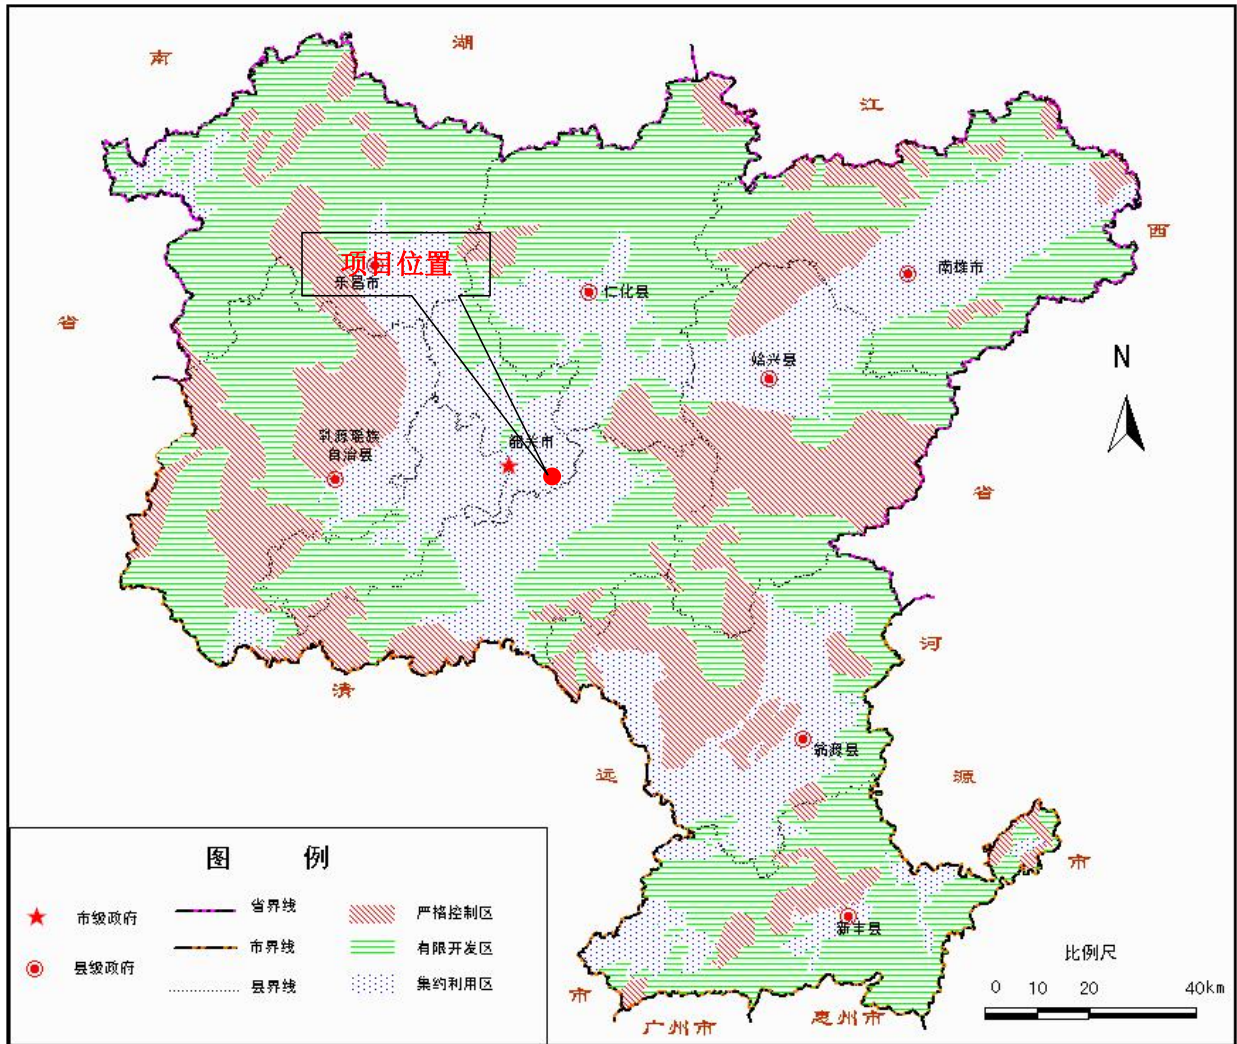 湖
南
江
西
项目位置
乐昌市
仁化县
南雄市
省
始兴县
N
韶关市
乳源瑶族
自治县
省
河
清
翁源县
远
源
市
图 例
市级政府
省界线
严格控制区
市界线
有限开发区
县级政府
县界线
集约利用区
新丰县
比例尺
0 10 20 40km
市
广州市
惠州市